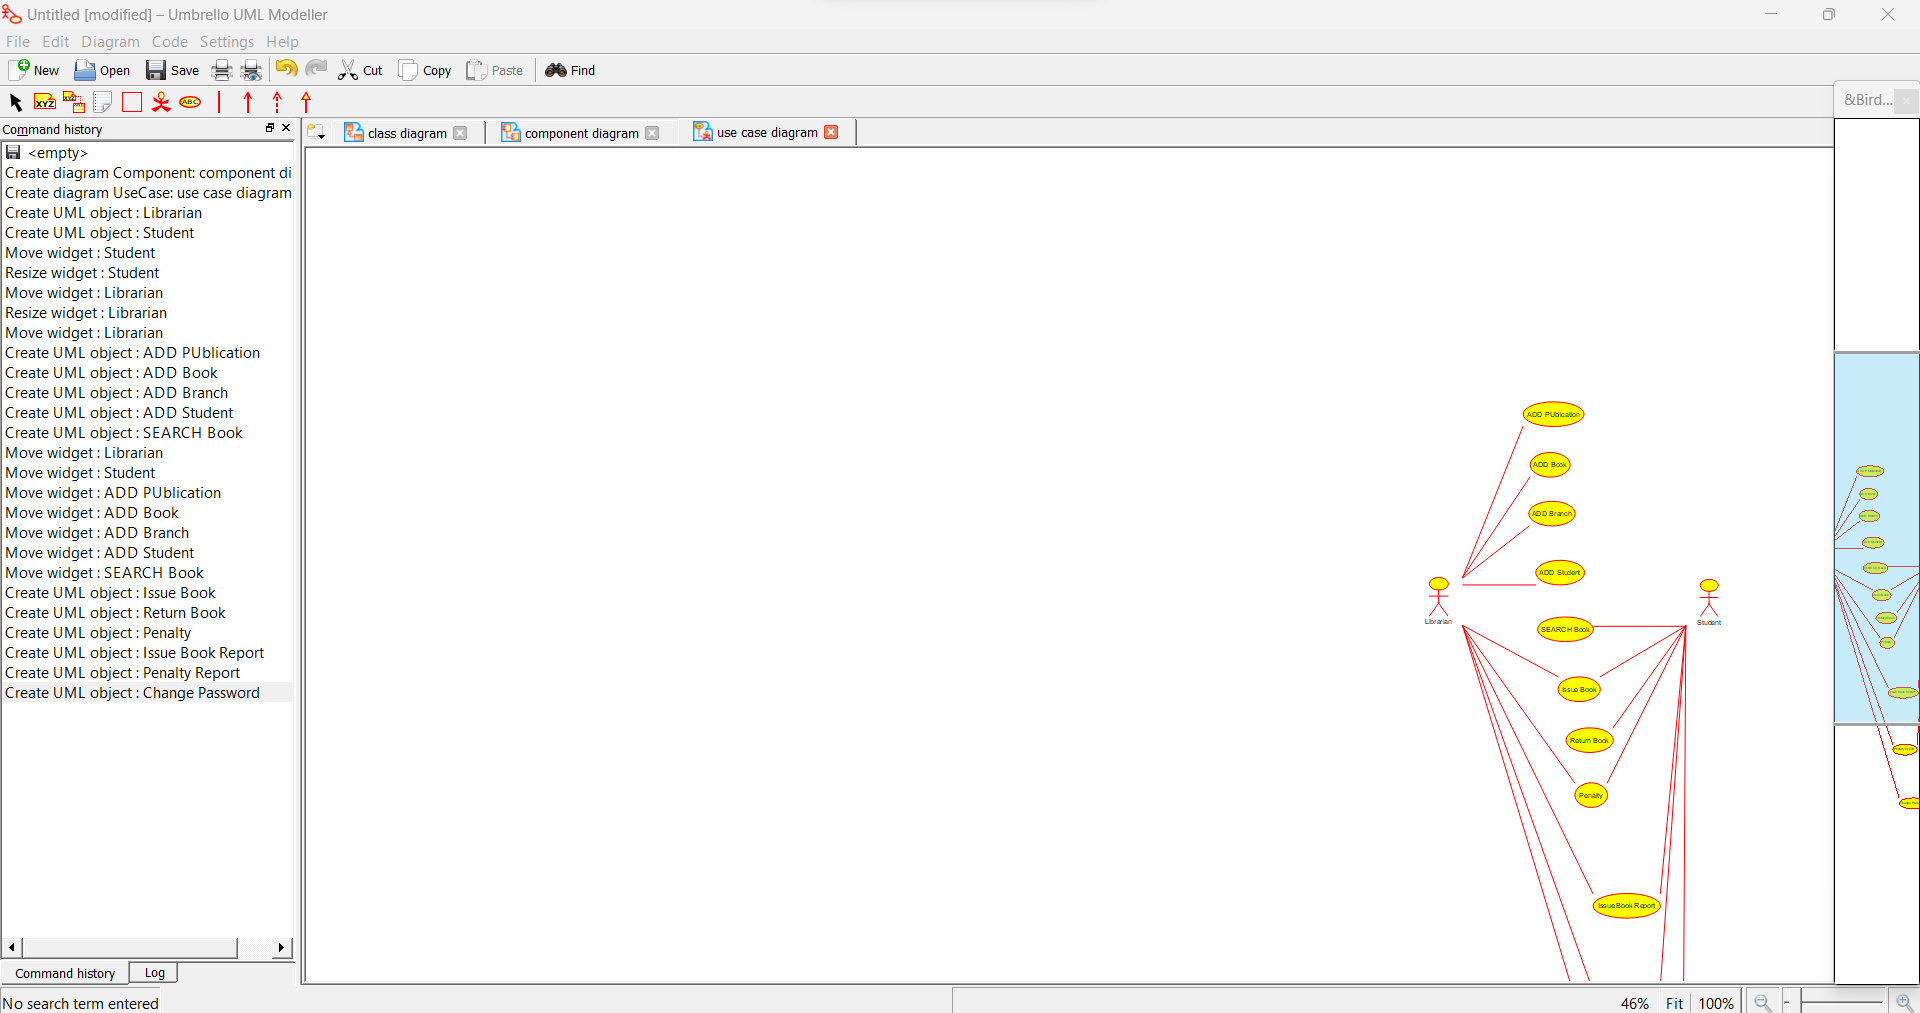 Untitled [modified] – Umbrello UML Modeller
File Edit Diagram Code Settings Help
New Open Save Cut Copy Paste Find
XYZ XYZ ABC
&Bird...
Command history
class diagram component diagram use case diagram
<empty>
Create diagram Component: component di
Create diagram UseCase: use case diagram
Create UML object : Librarian
Create UML object : Student
Move widget : Student
Resize widget : Student
Move widget : Librarian
Resize widget : Librarian
Move widget : Librarian
Create UML object : ADD PUblication
Create UML object : ADD Book
Create UML object : ADD Branch
Create UML object : ADD Student
Create UML object : SEARCH Book
Move widget : Librarian
Move widget : Student
Move widget : ADD PUblication
Move widget : ADD Book
Move widget : ADD Branch
Move widget : ADD Student
Move widget : SEARCH Book
Create UML object : Issue Book
Create UML object : Return Book
Create UML object : Penalty
Create UML object : Issue Book Report
Create UML object : Penalty Report
Create UML object : Change Password
ADD PUblication
ADD Book
ADD Branch
ADD Student
Librarian
Student
SEARCH Book
Issue Book
Return Book
Penalty
Issue Book Report
Command history Log
No search term entered
46% Fit 100%